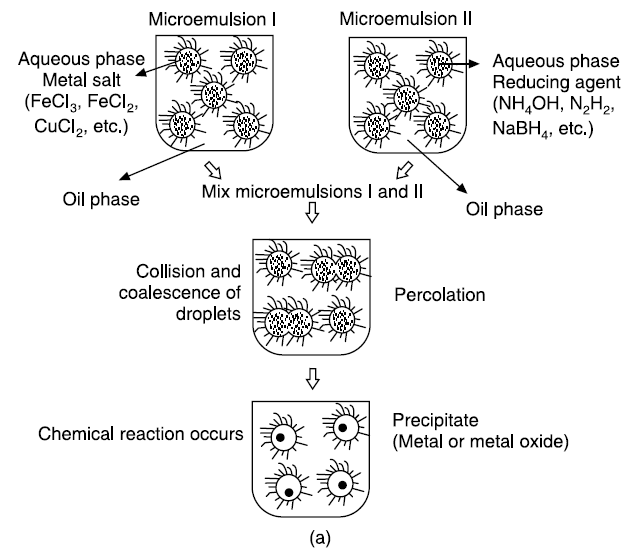 Microemulsion I
Microemulsion II
Aqueous phase
Metal salt
(FeCl₃, FeCl₂,
CuCl₂, etc.)
Aqueous phase
Reducing agent
(NH₄OH, N₂H₂,
NaBH₄, etc.)
Oil phase
Mix microemulsions I and II
Oil phase
Collision and
coalescence of
droplets
Percolation
Chemical reaction occurs
Precipitate
(Metal or metal oxide)
(a)